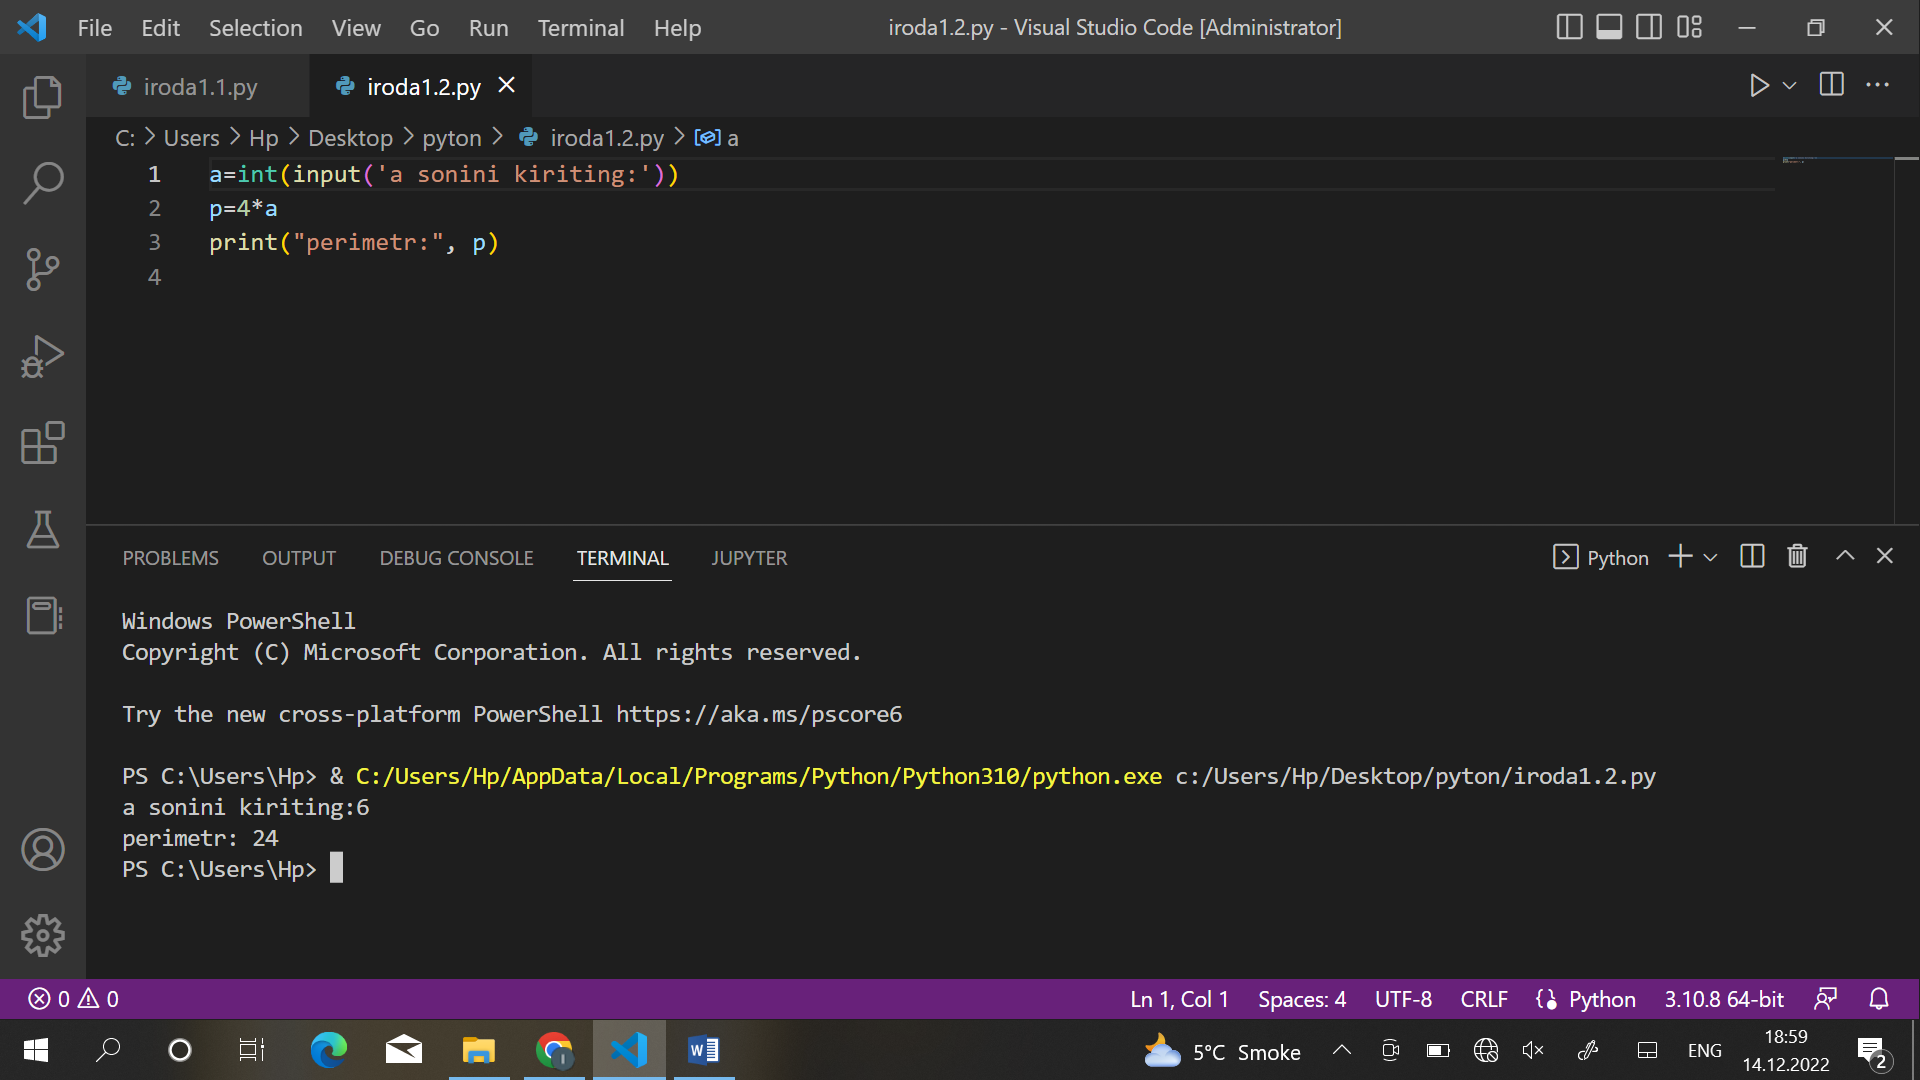 File Edit Selection View Go Run Terminal Help iroda1.2.py - Visual Studio Code [Administrator]
iroda1.1.py iroda1.2.py
C: > Users > Hp > Desktop > pyton > iroda1.2.py > a
1 a=int(input('a sonini kiriting:'))
2 p=4*a
3 print("perimetr:", p)
4
PROBLEMS OUTPUT DEBUG CONSOLE TERMINAL JUPYTER Python
Windows PowerShell
Copyright (C) Microsoft Corporation. All rights reserved.
Try the new cross-platform PowerShell https://aka.ms/pscore6
PS C:\Users\Hp> & C:/Users/Hp/AppData/Local/Programs/Python/Python310/python.exe c:/Users/Hp/Desktop/pyton/iroda1.2.py
a sonini kiriting:6
perimetr: 24
PS C:\Users\Hp>
0 0 Ln 1, Col 1 Spaces: 4 UTF-8 CRLF Python 3.10.8 64-bit
5°C Smoke ENG 18:59
14.12.2022 2